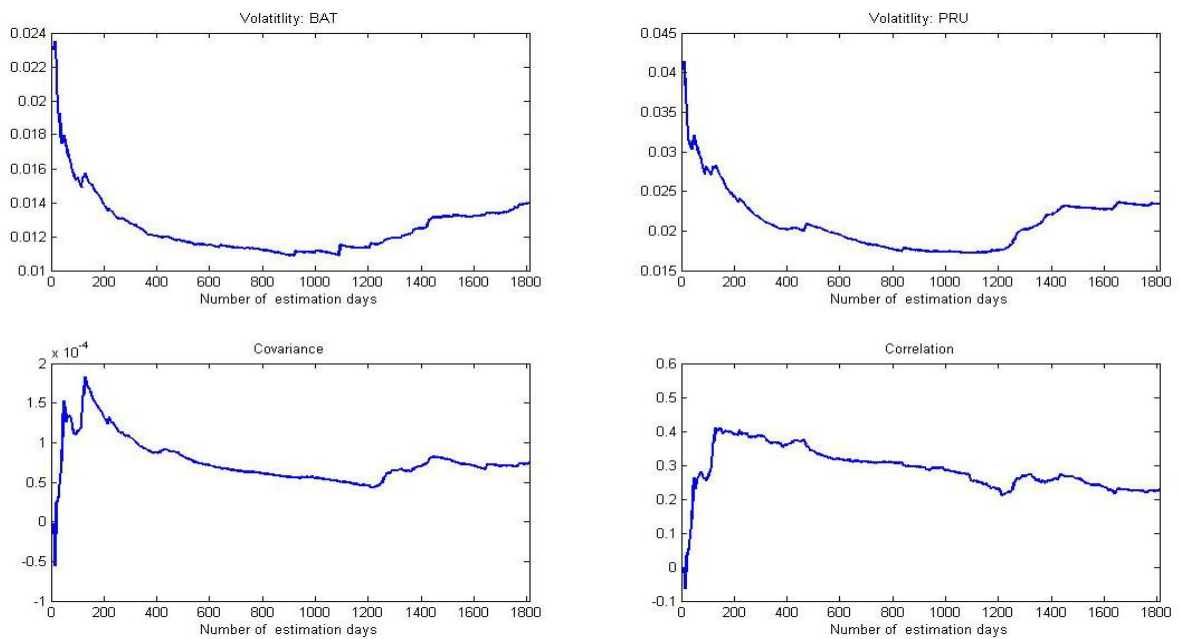 Volatitlity: BAT
0.024
0.022
0.02
0.018
0.016
0.014
0.012
0.01
0 200 400 600 800 1000 1200 1400 1600 1800
Number of estimation days
Volatitlity: PRU
0.045
0.04
0.035
0.03
0.025
0.02
0.015
0 200 400 600 800 1000 1200 1400 1600 1800
Number of estimation days
Covariance
x 10-4
2
1.5
1
0.5
0
-0.5
-1
0 200 400 600 800 1000 1200 1400 1600 1800
Number of estimation days
Correlation
0.6
0.5
0.4
0.3
0.2
0.1
0
-0.1
0 200 400 600 800 1000 1200 1400 1600 1800
Number of estimation days